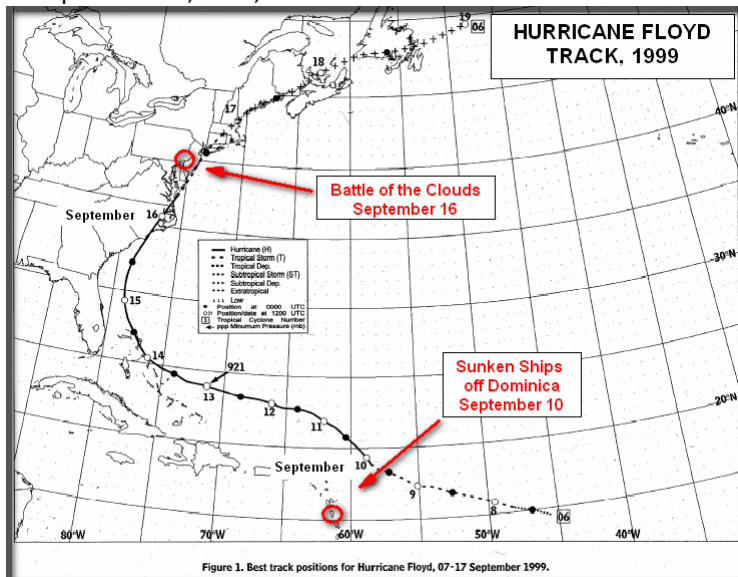 HURRICANE FLOYD
TRACK, 1999
19
06
18
17
40°N
Battle of the Clouds
September 16
September
16
Hurricane (H)
Tropical Storm (T)
Tropical Dep.
Subtropical Storm (ST)
Subtropical Dep.
Extratropical
Low
Position at 0000 UTC
Position/date at 1200 UTC
Tropical Cyclone Number
ppp Minumum Pressure (mb)
30°N
15
14
921
13
12
11
Sunken Ships
off Dominica
September 10
20°N
September
10
9
8
06
80°W
70°W
60°W
50°W
40°W
Figure 1. Best track positions for Hurricane Floyd, 07-17 September 1999.